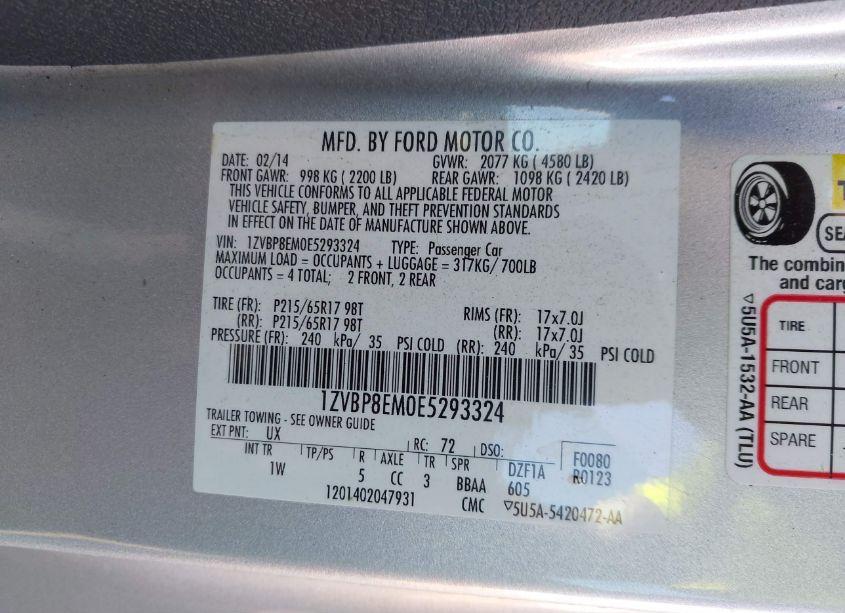 MFD. BY FORD MOTOR CO.
DATE: 02/14 GVWR: 2077 KG ( 4580 LB)
FRONT GAWR: 998 KG ( 2200 LB) REAR GAWR: 1098 KG ( 2420 LB)
THIS VEHICLE CONFORMS TO ALL APPLICABLE FEDERAL MOTOR
VEHICLE SAFETY, BUMPER, AND THEFT PREVENTION STANDARDS
IN EFFECT ON THE DATE OF MANUFACTURE SHOWN ABOVE.
VIN: 1ZVBP8EM0E5293324 TYPE: Passenger Car
MAXIMUM LOAD = OCCUPANTS + LUGGAGE = 317KG/ 700LB
OCCUPANTS = 4 TOTAL; 2 FRONT, 2 REAR
TIRE (FR): P215/65R17 98T RIMS (FR): 17x7.0J
(RR): P215/65R17 98T (RR): 17x7.0J
PRESSURE (FR): 240 kPa/ 35 PSI COLD (RR): 240 kPa/ 35 PSI COLD
1ZVBP8EM0E5293324
TRAILER TOWING - SEE OWNER GUIDE
EXT PNT: UX RC: 72 DSO: F0080
INT TR TP/PS R AXLE TR SPR DZF1A R0123
1W 5 CC 3 BBAA 605
1201402047931 CMC ▽5U5A-5420472-AA
The combin
and carg
TIRE
FRONT
REAR
SPARE
▽5U5A-1532-AA (TLU)